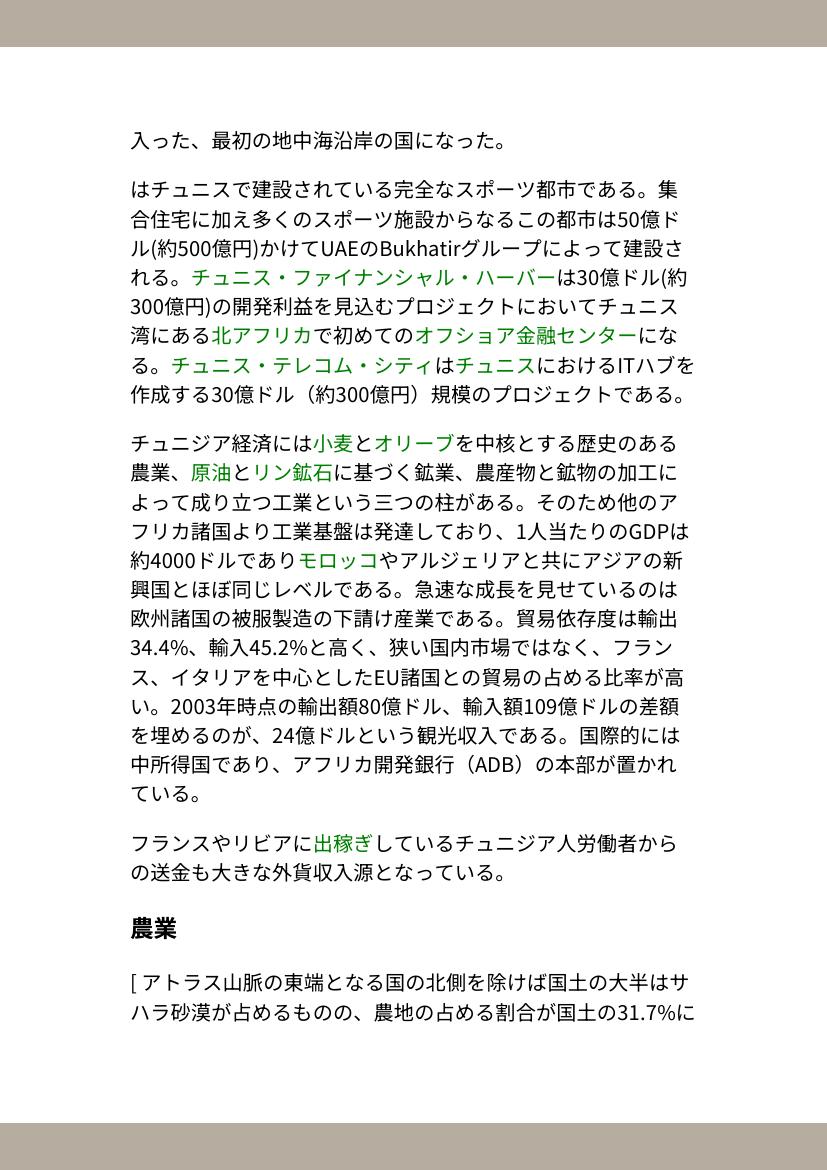 入った、最初の地中海沿岸の国になった。
はチュニスで建設されている完全なスポーツ都市である。集
合住宅に加え多くのスポーツ施設からなるこの都市は50億ド
ル(約500億円)かけてUAEのBukhatirグループによって建設さ
れる。チュニス・ファイナンシャル・ハーバーは30億ドル(約
300億円)の開発利益を見込むプロジェクトにおいてチュニス
湾にある北アフリカで初めてのオフショア金融センターにな
る。チュニス・テレコム・シティはチュニスにおけるITハブを
作成する30億ドル（約300億円）規模のプロジェクトである。
チュニジア経済には小麦とオリーブを中核とする歴史のある
農業、原油とリン鉱石に基づく鉱業、農産物と鉱物の加工に
よって成り立つ工業という三つの柱がある。そのため他のア
フリカ諸国より工業基盤は発達しており、1人当たりのGDPは
約4000ドルでありモロッコやアルジェリアと共にアジアの新
興国とほぼ同じレベルである。急速な成長を見せているのは
欧州諸国の被服製造の下請け産業である。貿易依存度は輸出
34.4%、輸入45.2%と高く、狭い国内市場ではなく、フラン
ス、イタリアを中心としたEU諸国との貿易の占める比率が高
い。2003年時点の輸出額80億ドル、輸入額109億ドルの差額
を埋めるのが、24億ドルという観光収入である。国際的には
中所得国であり、アフリカ開発銀行（ADB）の本部が置かれ
ている。
フランスやリビアに出稼ぎしているチュニジア人労働者から
の送金も大きな外貨収入源となっている。
農業
[ アトラス山脈の東端となる国の北側を除けば国土の大半はサ
ハラ砂漠が占めるものの、農地の占める割合が国土の31.7%に